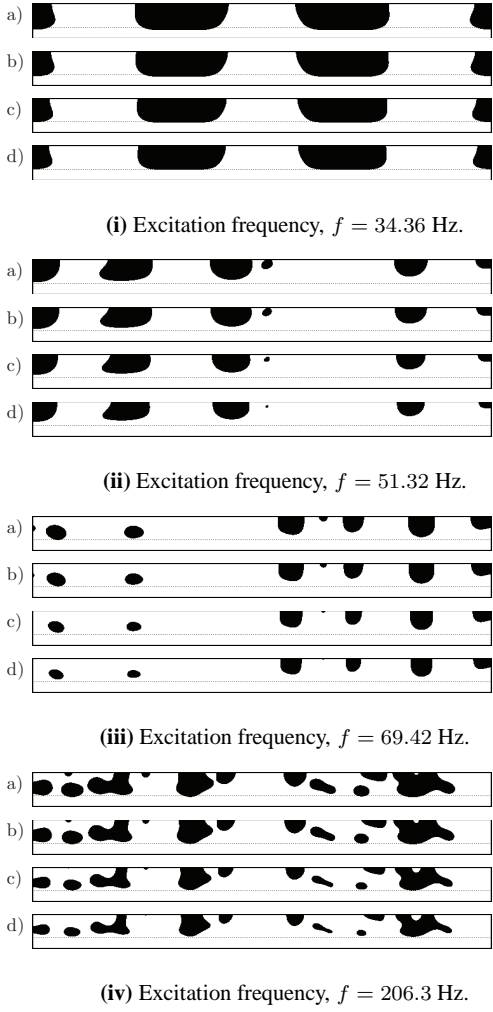 a)
b)
c)
d)
(i) Excitation frequency, f = 34.36 Hz.
a)
b)
c)
d)
(ii) Excitation frequency, f = 51.32 Hz.
a)
b)
c)
d)
(iii) Excitation frequency, f = 69.42 Hz.
a)
b)
c)
d)
(iv) Excitation frequency, f = 206.3 Hz.